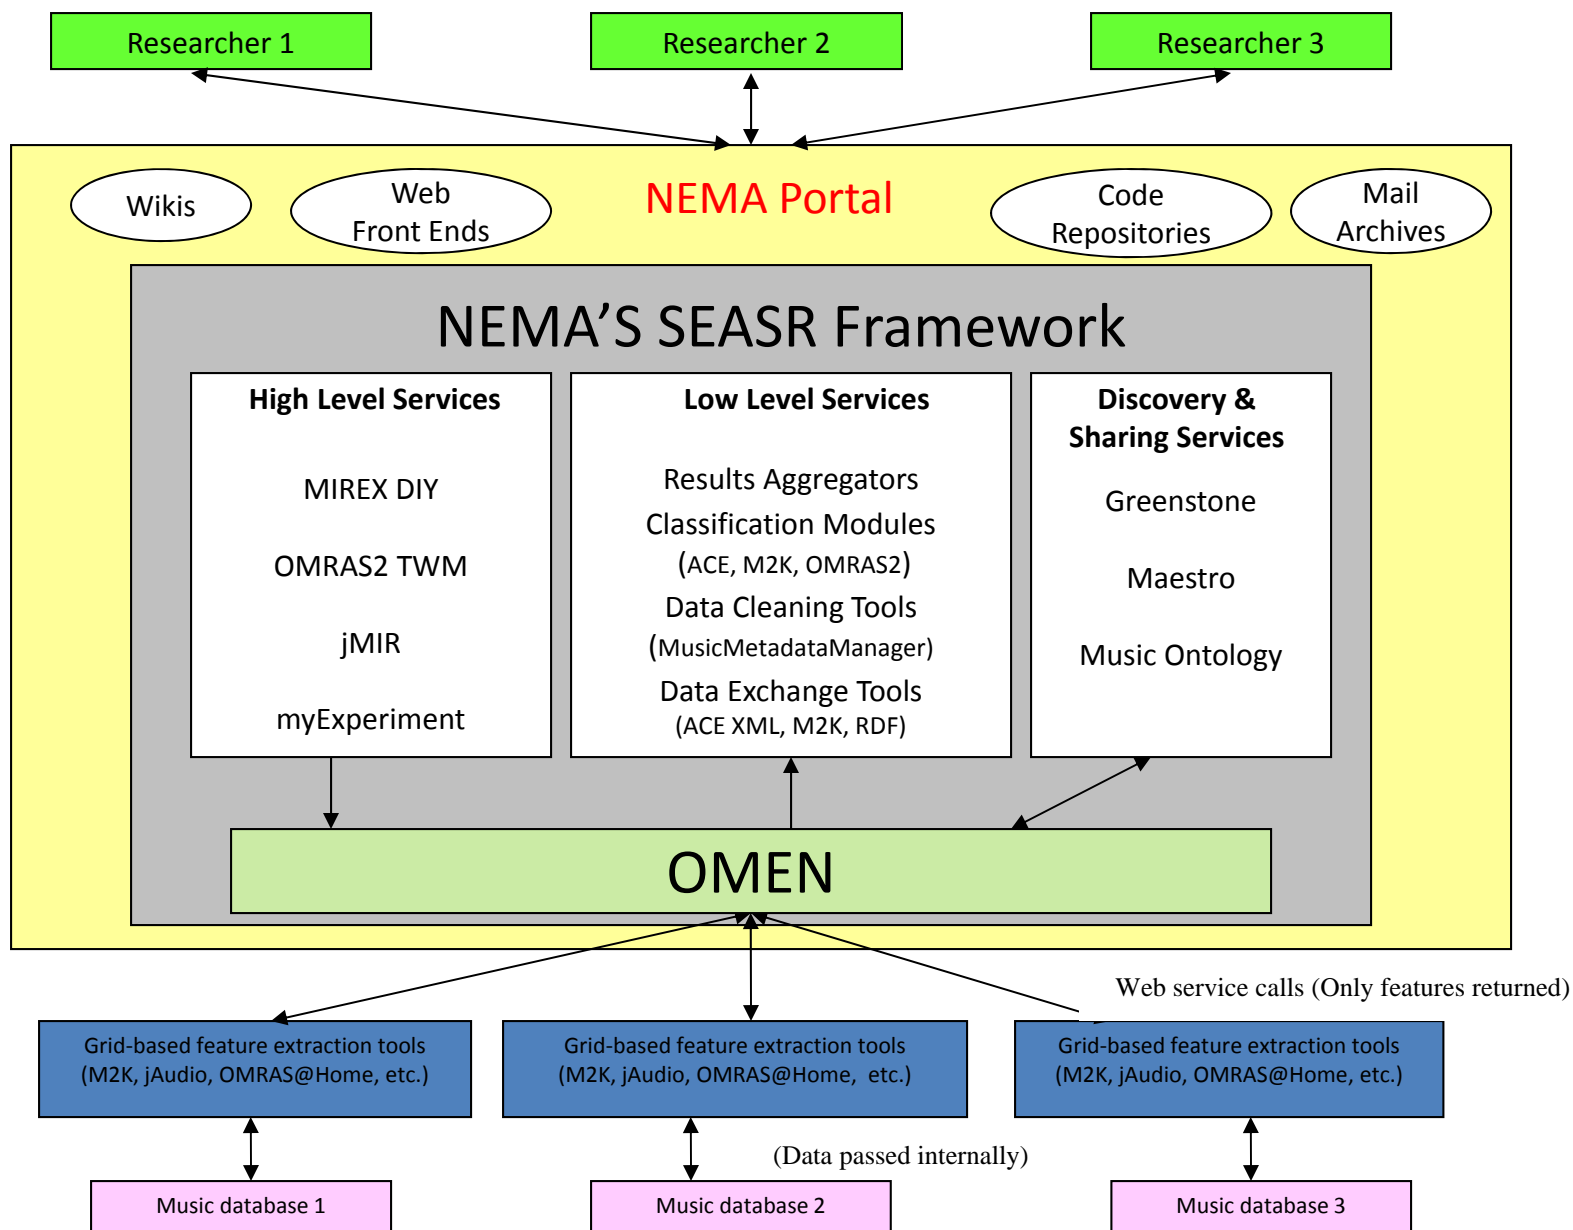 Researcher 1
Researcher 2
Researcher 3
NEMA Portal
Wikis
Web
Front Ends
Code
Repositories
Mail
Archives
NEMA’S SEASR Framework
High Level Services
MIREX DIY
OMRAS2 TWM
jMIR
myExperiment
Low Level Services
Results Aggregators
Classification Modules
(ACE, M2K, OMRAS2)
Data Cleaning Tools
(MusicMetadataManager)
Data Exchange Tools
(ACE XML, M2K, RDF)
Discovery &
Sharing Services
Greenstone
Maestro
Music Ontology
OMEN
Web service calls (Only features returned)
Grid-based feature extraction tools
(M2K, jAudio, OMRAS@Home, etc.)
Grid-based feature extraction tools
(M2K, jAudio, OMRAS@Home,  etc.)
Grid-based feature extraction tools
(M2K, jAudio, OMRAS@Home, etc.)
(Data passed internally)
Music database 1
Music database 2
Music database 3